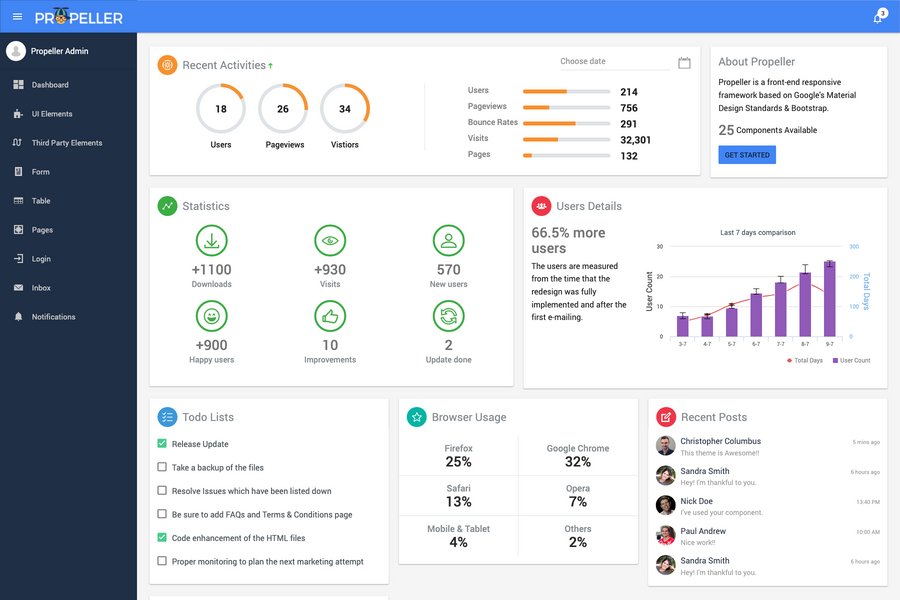 PROPELLER
3
Propeller Admin
Dashboard
UI Elements
Third Party Elements
Form
Table
Pages
Login
Inbox
Notifications
Recent Activities
Choose date
18
26
34
Users
Pageviews
Vistiors
Users 214
Pageviews 756
Bounce Rates 291
Visits 32,301
Pages 132
About Propeller
Propeller is a front-end responsive
framework based on Google's Material
Design Standards & Bootstrap.
25 Components Available
GET STARTED
Statistics
+1100
Downloads
+930
Visits
570
New users
+900
Happy users
10
Improvements
2
Update done
Users Details
66.5% more
users
The users are measured
from the time that the
redesign was fully
implemented and after the
first e-mailing.
Last 7 days comparison
User Count
30
20
10
0
300
200
100
0
Total Days
3-7 4-7 5-7 6-7 7-7 8-7 9-7
Total Days User Count
Todo Lists
Release Update
Take a backup of the files
Resolve Issues which have been listed down
Be sure to add FAQs and Terms & Conditions page
Code enhancement of the HTML files
Proper monitoring to plan the next marketing attempt
Browser Usage
Firefox
25%
Google Chrome
32%
Safari
13%
Opera
7%
Mobile & Tablet
4%
Others
2%
Recent Posts
Christopher Columbus 5 mins ago
This theme is Awesome!!
Sandra Smith 6 hours ago
Hey! I'm thankful to you.
Nick Doe 13:40 PM
I've used your component.
Paul Andrew 10:00 AM
Nice work!!
Sandra Smith 6 hours ago
Hey! I'm thankful to you.